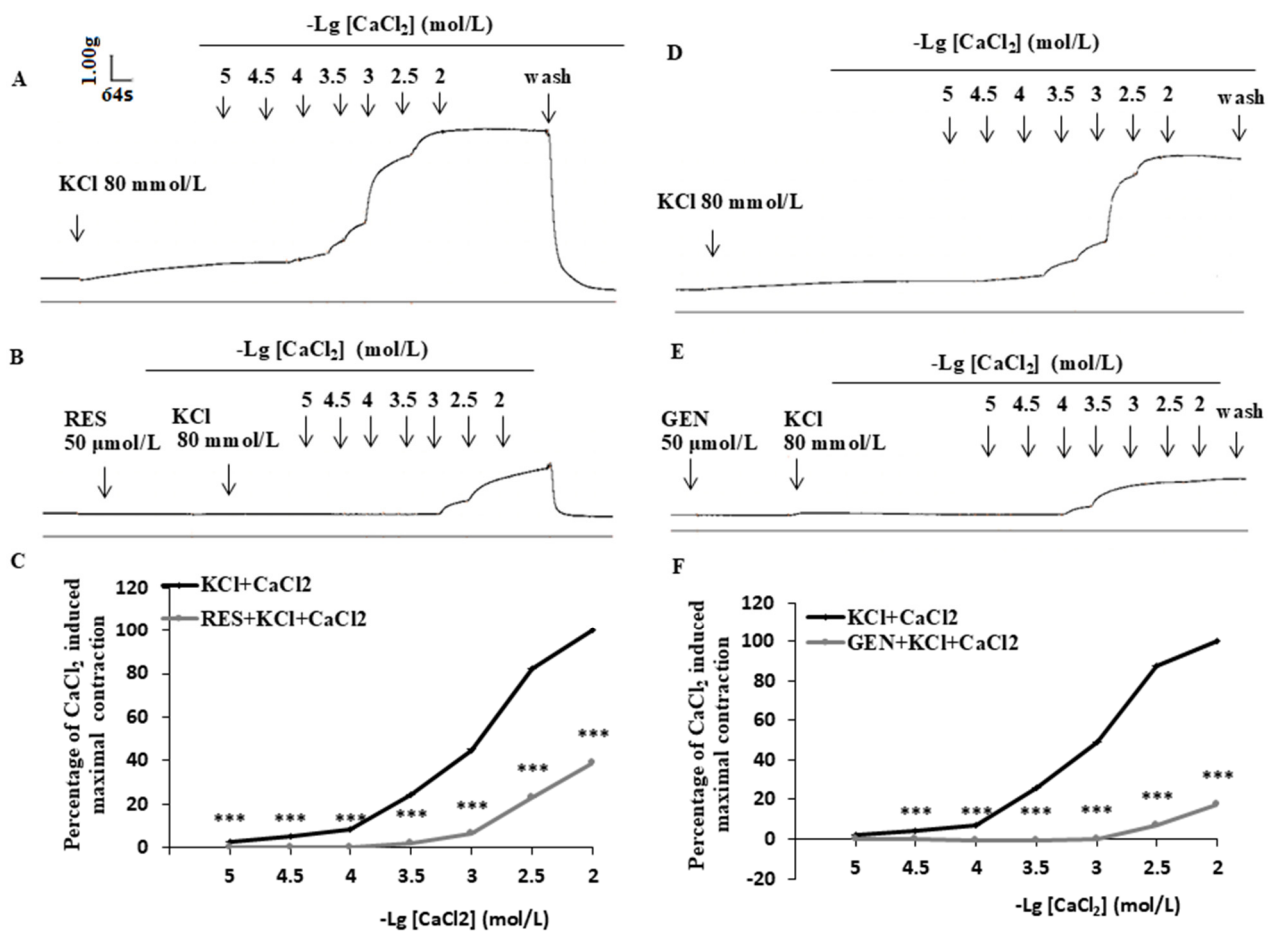 -Lg [CaCl2] (mol/L)
A
1.00g
64s
5 4.5 4 3.5 3 2.5 2 wash
KCl 80 mmol/L
-Lg [CaCl2] (mol/L)
B
RES
50 µmol/L
KCl
80 mmol/L
5 4.5 4 3.5 3 2.5 2
C
Percentage of CaCl2 induced
maximal contraction
120
100
80
60
40
20
0
KCl+CaCl2
RES+KCl+CaCl2
*** *** *** *** *** *** ***
5 4.5 4 3.5 3 2.5 2
-Lg [CaCl2] (mol/L)
D
-Lg [CaCl2] (mol/L)
5 4.5 4 3.5 3 2.5 2 wash
KCl 80 mmol/L
E
-Lg [CaCl2] (mol/L)
GEN
50 µmol/L
KCl
80 mmol/L
5 4.5 4 3.5 3 2.5 2 wash
F
Percentage of CaCl2 induced
maximal contraction
120
100
80
60
40
20
0
-20
KCl+CaCl2
GEN+KCl+CaCl2
*** *** *** *** *** ***
5 4.5 4 3.5 3 2.5 2
-Lg [CaCl2] (mol/L)